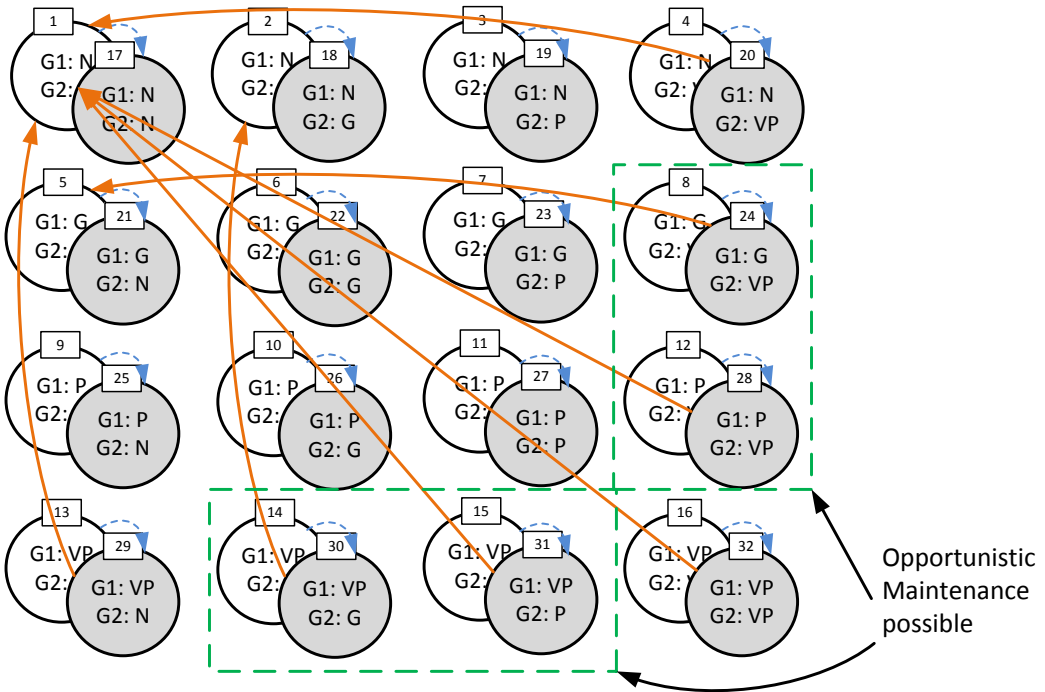 1
2
3
4
17
18
19
20
G1: N
G2:
G1: N
G2:
G1: N
G2:
G1: N
G2:
G1: N
G2: N
G1: N
G2: G
G1: N
G2: P
G1: N
G2: VP
5
6
7
8
21
22
23
24
G1: G
G2:
G1: G
G2:
G1: G
G2:
G1: G
G2:
G1: G
G2: N
G1: G
G2: G
G1: G
G2: P
G1: G
G2: VP
9
10
11
12
25
26
27
28
G1: P
G2:
G1: P
G2:
G1: P
G2:
G1: P
G2:
G1: P
G2: N
G1: P
G2: G
G1: P
G2: P
G1: P
G2: VP
13
14
15
16
29
30
31
32
G1: VP
G2:
G1: VP
G2:
G1: VP
G2:
G1: VP
G2:
G1: VP
G2: N
G1: VP
G2: G
G1: VP
G2: P
G1: VP
G2: VP
Opportunistic
Maintenance
possible